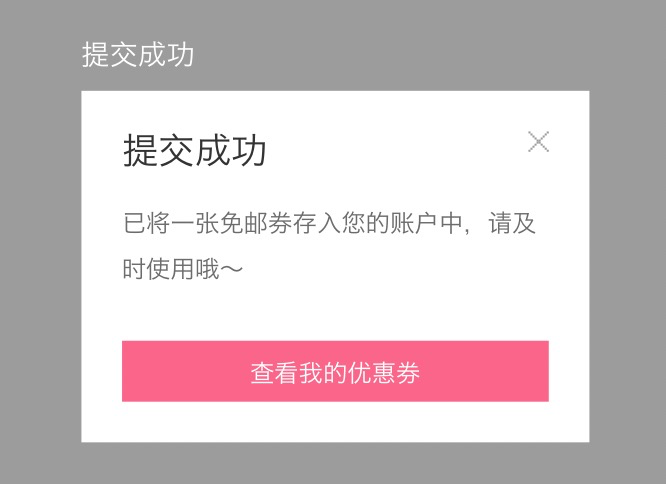 提交成功
提交成功
已将一张免邮券存入您的账户中，请及
时使用哦～
查看我的优惠券